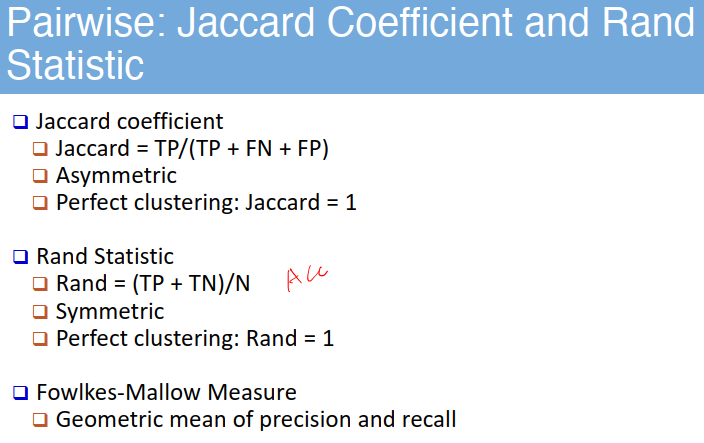 Pairwise: Jaccard Coefficient and Rand
Statistic
Jaccard coefficient
Jaccard = TP/(TP + FN + FP)
Asymmetric
Perfect clustering: Jaccard = 1
Rand Statistic
Rand = (TP + TN)/N
Symmetric
Perfect clustering: Rand = 1
Fowlkes-Mallow Measure
Geometric mean of precision and recall